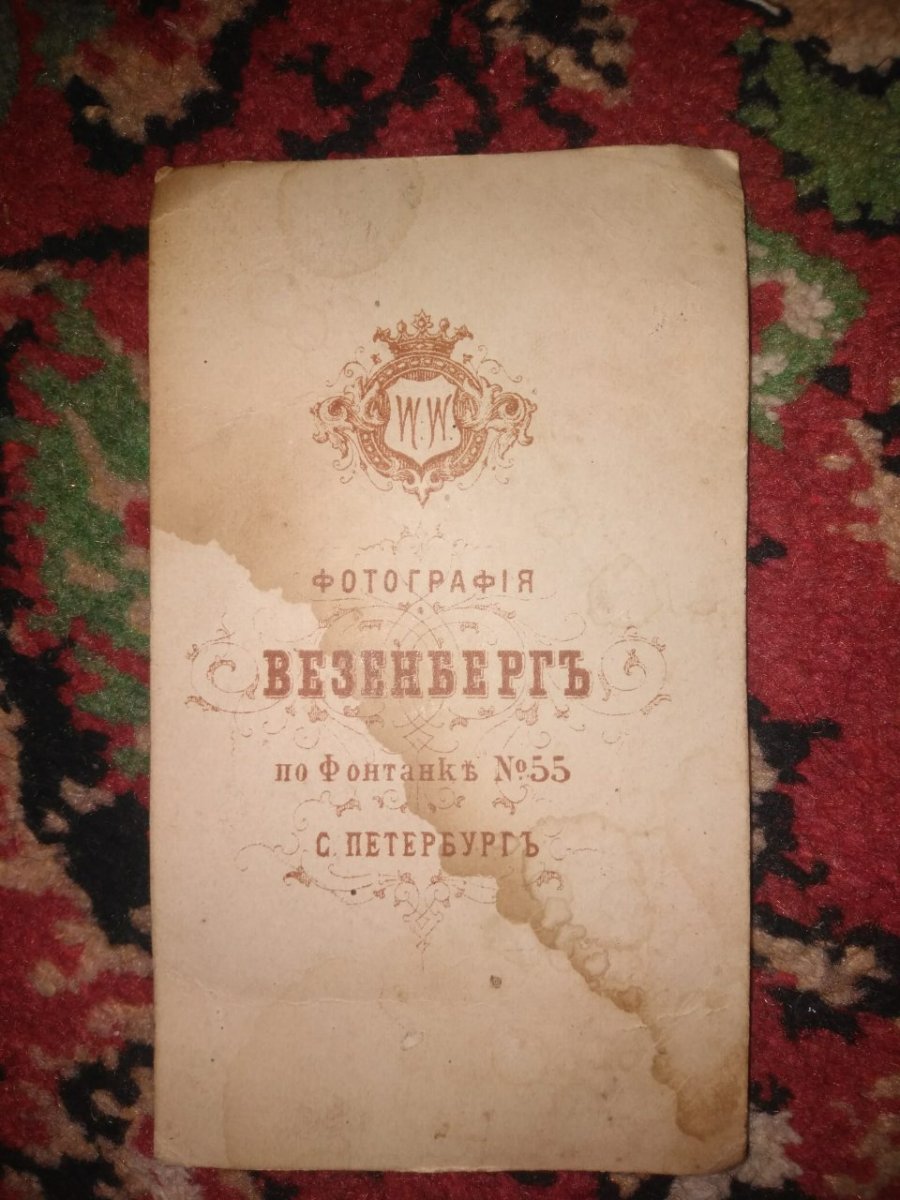 W.W.
ФОТОГРАФІЯ
ВЕЗЕНБЕРГЪ
по Фонтанкѣ №55
С. ПЕТЕРБУРГЪ